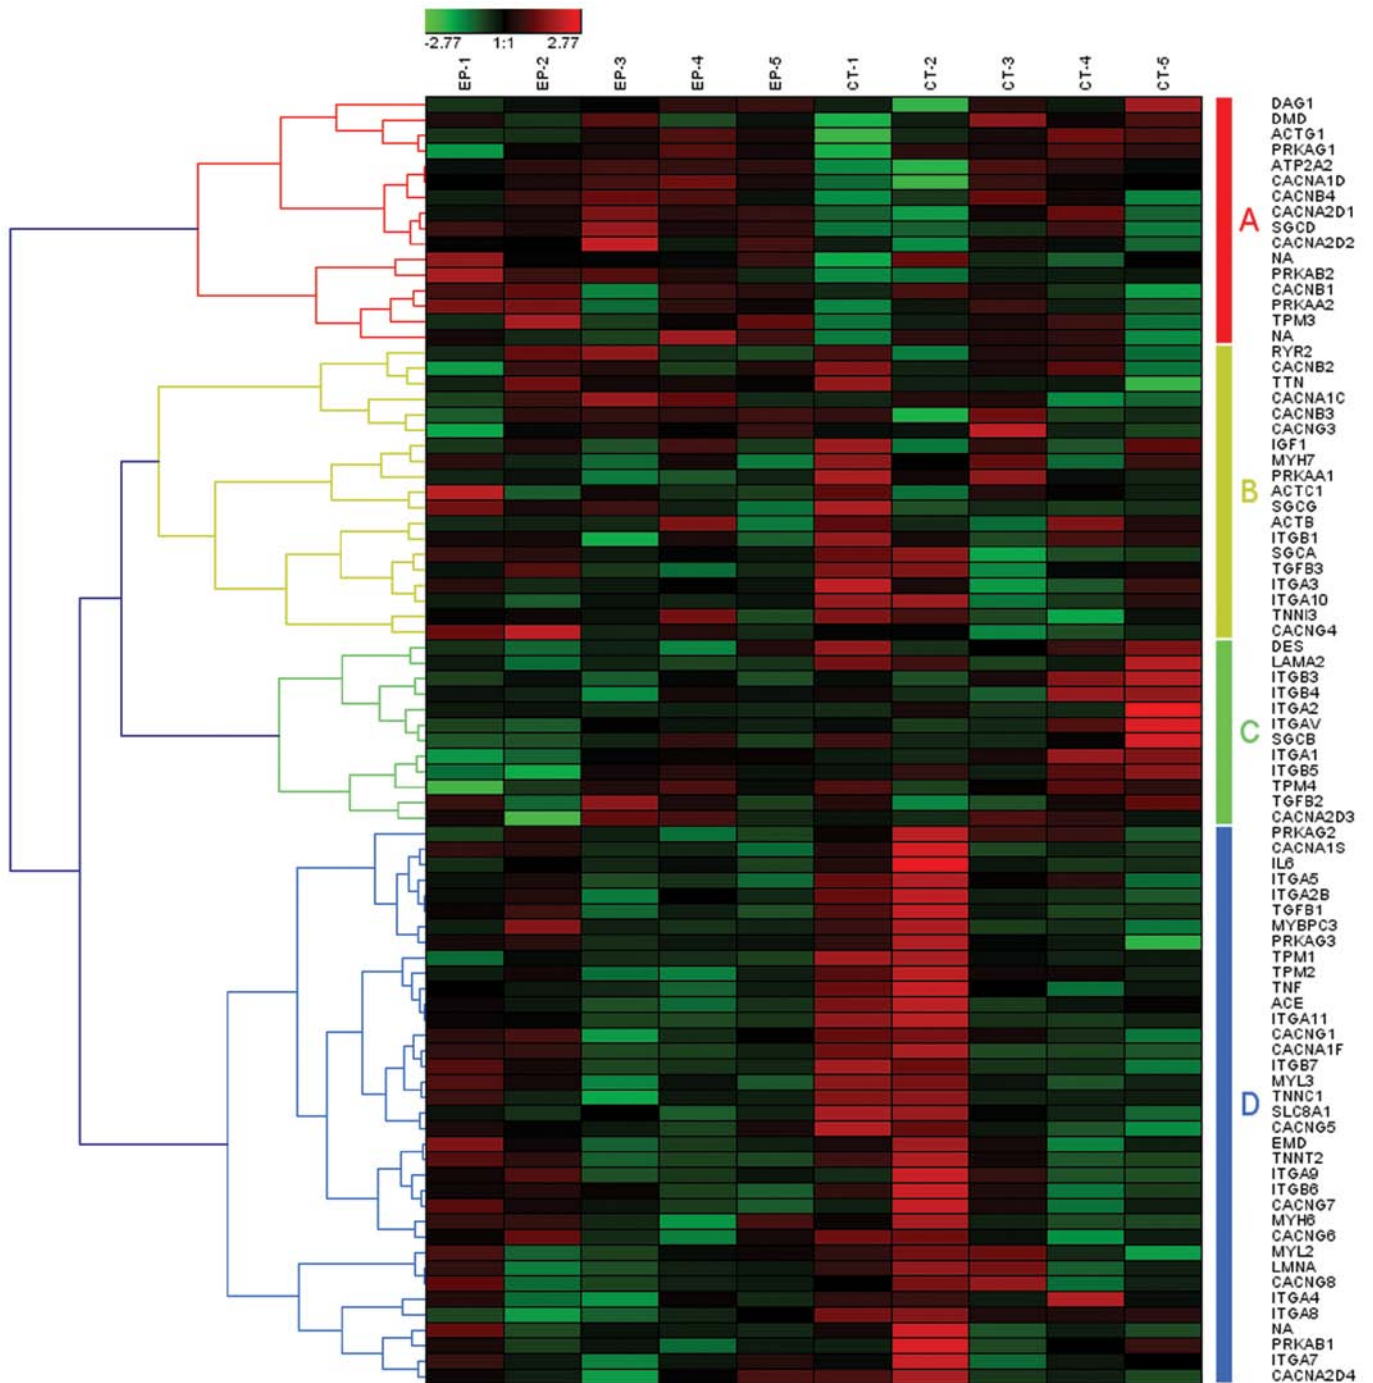 -2.77 1:1 2.77
EP-1 EP-2 EP-3 EP-4 EP-5 CT-1 CT-2 CT-3 CT-4 CT-5
DAG1
DMD
ACTG1
PRKAG1
ATP2A2
CACNA1D
CACNB4
CACNA2D1
A
SGCD
CACNA2D2
NA
PRKAB2
CACNB1
PRKAA2
TPM3
NA
RYR2
CACNB2
TTN
CACNA1C
CACNB3
CACNG3
IGF1
MYH7
PRKAA1
B
ACTC1
SGCG
ACTB
ITGB1
SGCA
TGFB3
ITGA3
ITGA10
TNNI3
CACNG4
DES
LAMA2
ITGB3
ITGB4
ITGA2
ITGAV
C
SGCB
ITGA1
ITGB5
TPM4
TGFB2
CACNA2D3
PRKAG2
CACNA1S
IL6
ITGA5
ITGA2B
TGFB1
MYBPC3
PRKAG3
TPM1
TPM2
TNF
ACE
ITGA11
CACNG1
CACNA1F
ITGB7
MYL3
TNNC1
D
SLC8A1
CACNG5
EMD
TNNT2
ITGA9
ITGB6
CACNG7
MYH6
CACNG6
MYL2
LMNA
CACNG8
ITGA4
ITGA8
NA
PRKAB1
ITGA7
CACNA2D4